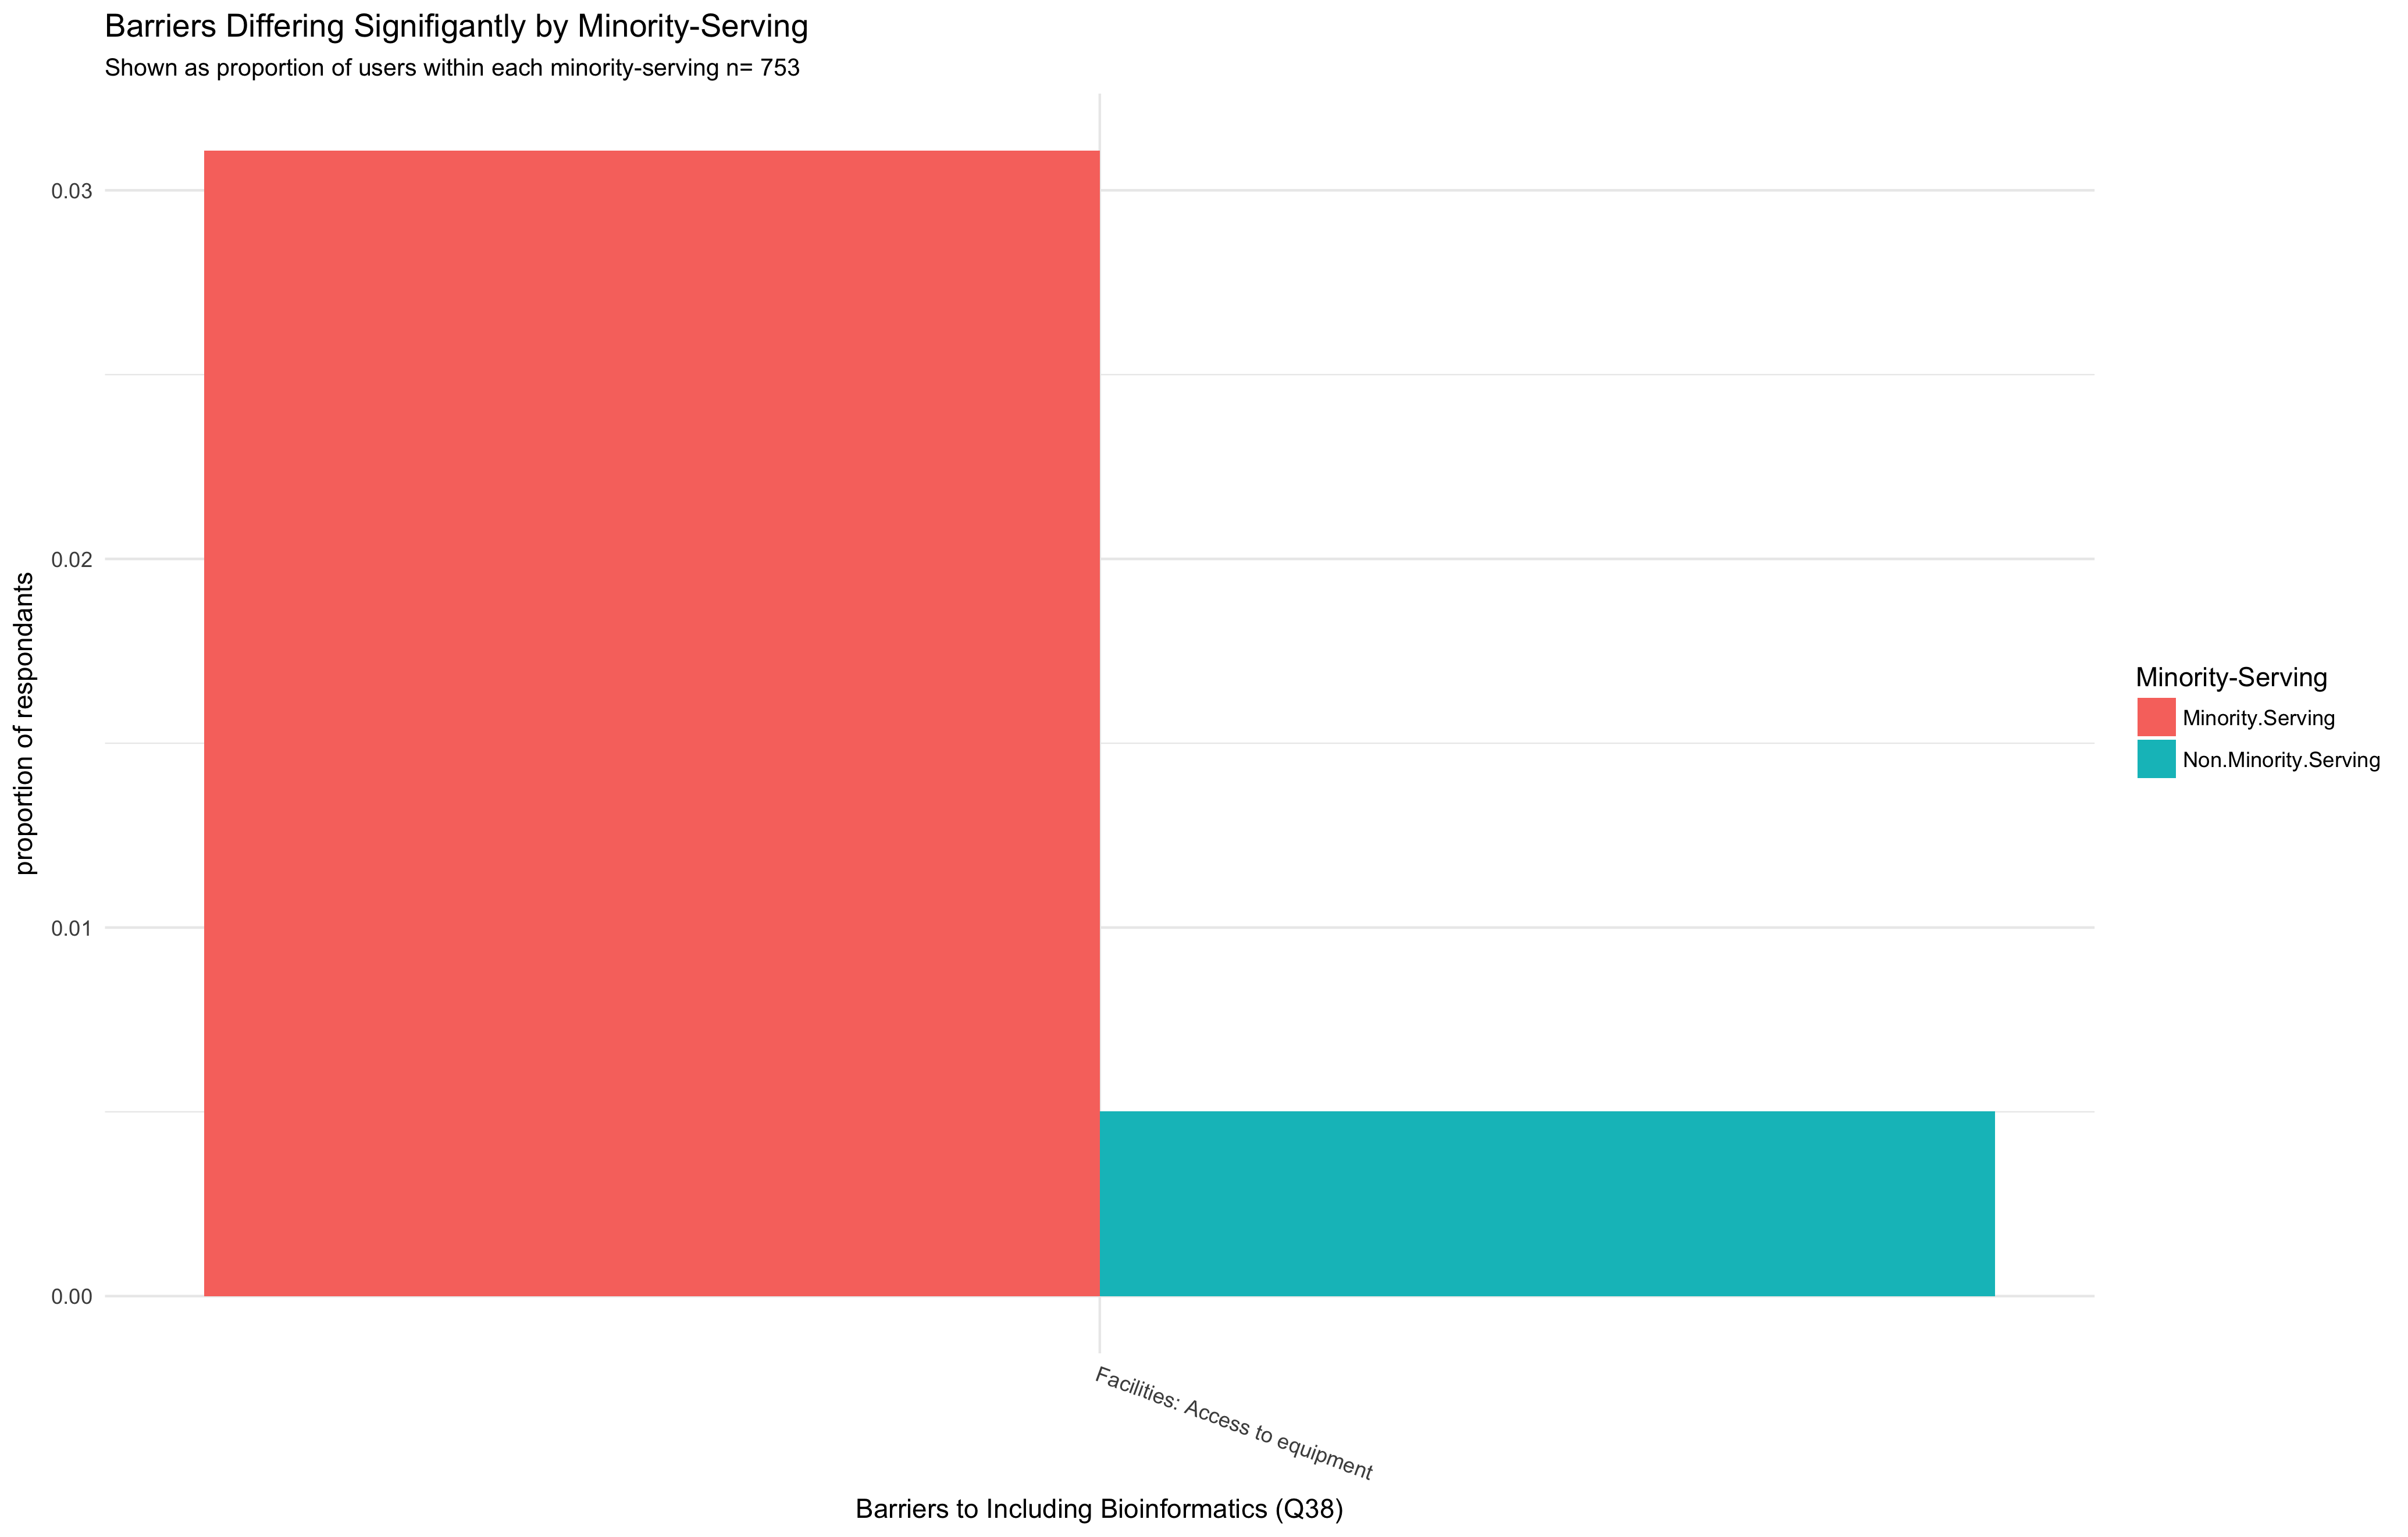 Barriers Differing Signifigantly by Minority-Serving
Shown as proportion of users within each minority-serving n= 753
proportion of respondants
0.03
0.02
0.01
0.00
Facilities: Access to equipment
Barriers to Including Bioinformatics (Q38)
Minority-Serving
Minority.Serving
Non.Minority.Serving